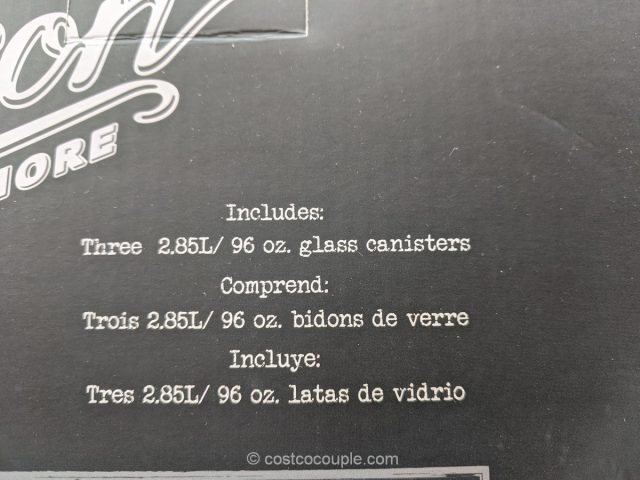 Includes:
Three 2.85L/ 96 oz. glass canisters
Comprend:
Trois 2.85L/ 96 oz. bidons de verre
Incluye:
Tres 2.85L/ 96 oz. latas de vidrio
© costcocouple.com